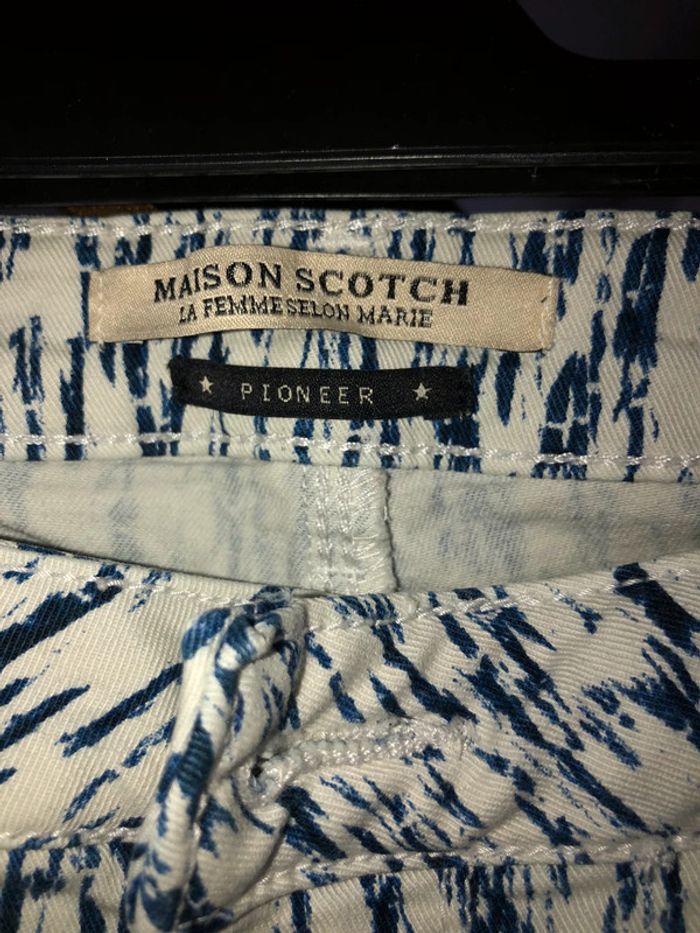 MAISON SCOTCH
LA FEMME SELON MARIE
★ PIONEER ★